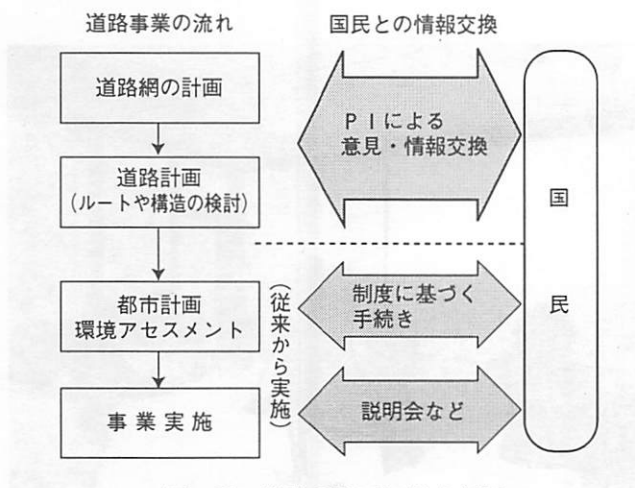 道路事業の流れ
国民との情報交換
道路網の計画
道路計画
(ルートや構造の検討)
都市計画
環境アセスメント
事業実施
(従来から実施)
PIによる
意見・情報交換
制度に基づく
手続き
説明会など
国民